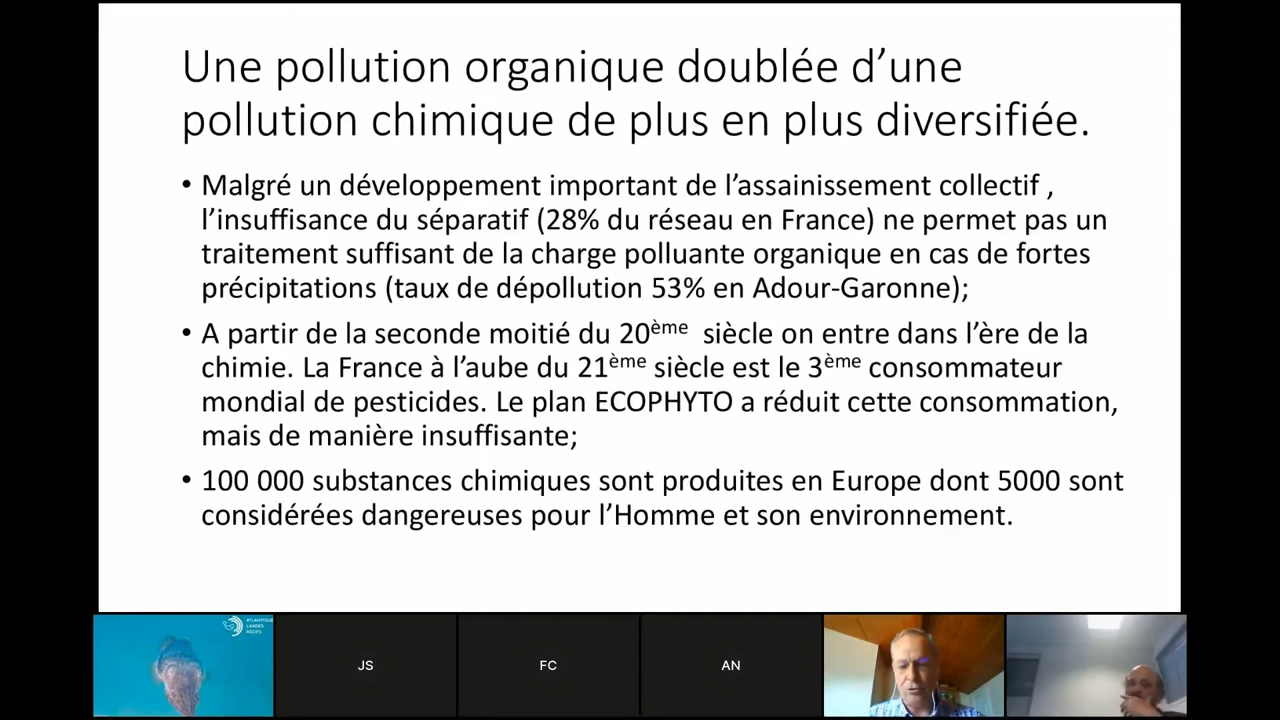 Une pollution organique doublée d’une
pollution chimique de plus en plus diversifiée.
• Malgré un développement important de l’assainissement collectif ,
l’insuffisance du séparatif (28% du réseau en France) ne permet pas un
traitement suffisant de la charge polluante organique en cas de fortes
précipitations (taux de dépollution 53% en Adour-Garonne);
• A partir de la seconde moitié du 20ème siècle on entre dans l’ère de la
chimie. La France à l’aube du 21ème siècle est le 3ème consommateur
mondial de pesticides. Le plan ECOPHYTO a réduit cette consommation,
mais de manière insuffisante;
• 100 000 substances chimiques sont produites en Europe dont 5000 sont
considérées dangereuses pour l’Homme et son environnement.
ATLANTIQUE
LANDES
RÉCIFS
JS
FC
AN